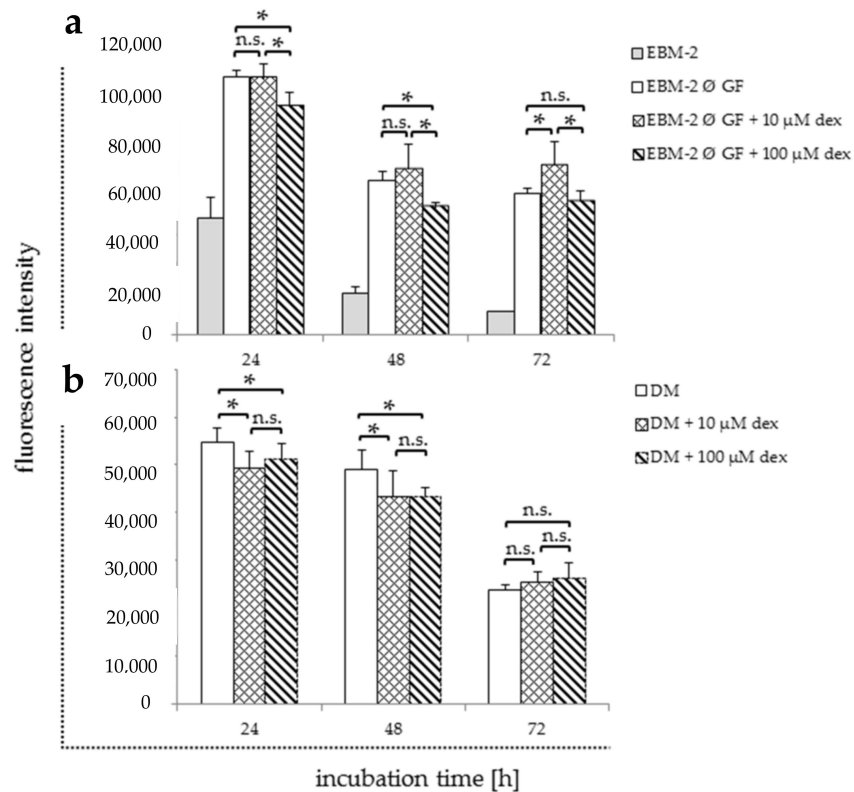 a
120,000
100,000
80,000
60,000
40,000
20,000
0
*
n.s. *
*
n.s. *
n.s.
* *
24 48 72
EBM-2
EBM-2 Ø GF
EBM-2 Ø GF + 10 µM dex
EBM-2 Ø GF + 100 µM dex
fluorescence intensity
b
70,000
60,000
50,000
40,000
30,000
20,000
10,000
0
*
* n.s.
*
* n.s.
n.s.
n.s. n.s.
24 48 72
DM
DM + 10 µM dex
DM + 100 µM dex
incubation time [h]